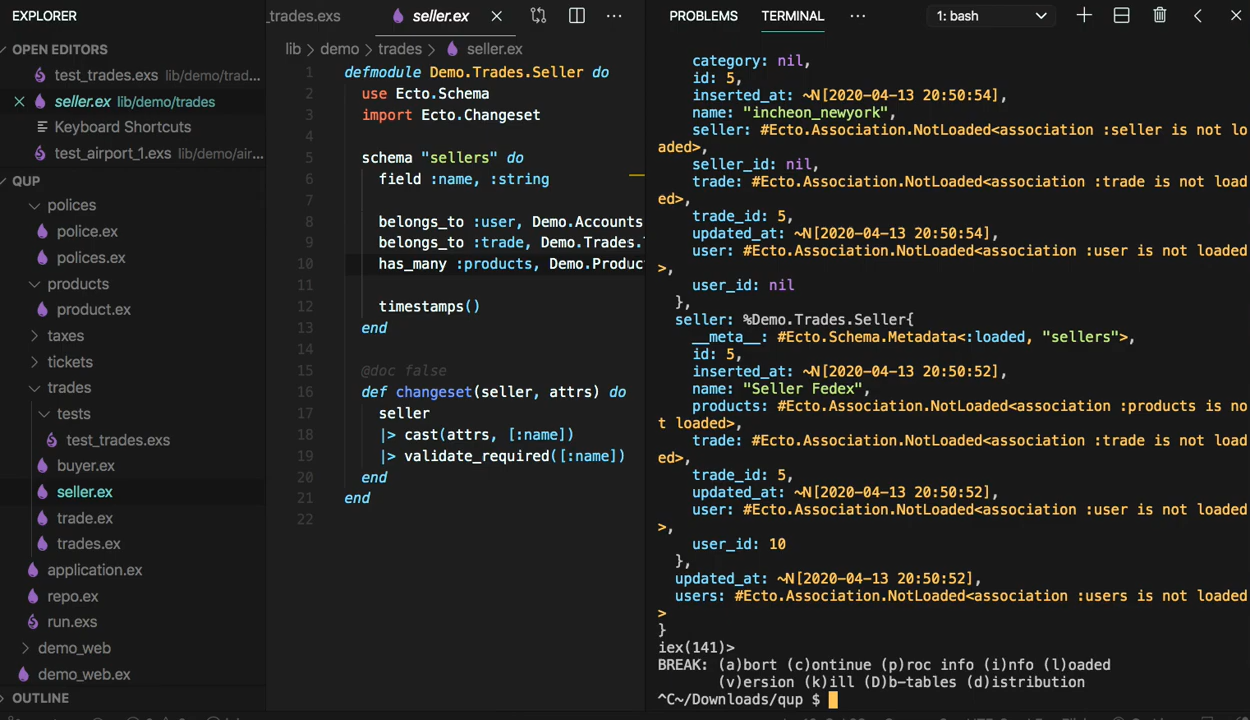 EXPLORER
OPEN EDITORS
test_trades.exs lib/demo/trad...
seller.ex lib/demo/trades
Keyboard Shortcuts
test_airport_1.exs lib/demo/air...
QUP
polices
police.ex
polices.ex
products
product.ex
taxes
tickets
trades
tests
test_trades.exs
buyer.ex
seller.ex
trade.ex
trades.ex
application.ex
repo.ex
run.exs
demo_web
demo_web.ex
OUTLINE
_trades.exs
seller.ex
lib > demo > trades > seller.ex
1 defmodule Demo.Trades.Seller do
2 use Ecto.Schema
3 import Ecto.Changeset
4
5 schema "sellers" do
6 field :name, :string
7
8 belongs_to :user, Demo.Accounts
9 belongs_to :trade, Demo.Trades.
10 has_many :products, Demo.Produc
11
12 timestamps()
13 end
14
15 @doc false
16 def changeset(seller, attrs) do
17 seller
18 |> cast(attrs, [:name])
19 |> validate_required([:name])
20 end
21 end
22
PROBLEMS TERMINAL ... 1: bash
category: nil,
id: 5,
inserted_at: ~N[2020-04-13 20:50:54],
name: "incheon_newyork",
seller: #Ecto.Association.NotLoaded<association :seller is not lo
aded>,
seller_id: nil,
trade: #Ecto.Association.NotLoaded<association :trade is not load
ed>,
trade_id: 5,
updated_at: ~N[2020-04-13 20:50:54],
user: #Ecto.Association.NotLoaded<association :user is not loaded
>,
user_id: nil
},
seller: %Demo.Trades.Seller{
__meta__: #Ecto.Schema.Metadata<:loaded, "sellers">,
id: 5,
inserted_at: ~N[2020-04-13 20:50:52],
name: "Seller Fedex",
products: #Ecto.Association.NotLoaded<association :products is no
t loaded>,
trade: #Ecto.Association.NotLoaded<association :trade is not load
ed>,
trade_id: 5,
updated_at: ~N[2020-04-13 20:50:52],
user: #Ecto.Association.NotLoaded<association :user is not loaded
>,
user_id: 10
},
updated_at: ~N[2020-04-13 20:50:52],
users: #Ecto.Association.NotLoaded<association :users is not loaded
>
}
iex(141)>
BREAK: (a)bort (c)ontinue (p)roc info (i)nfo (l)oaded
(v)ersion (k)ill (D)b-tables (d)istribution
^C~/Downloads/qup $